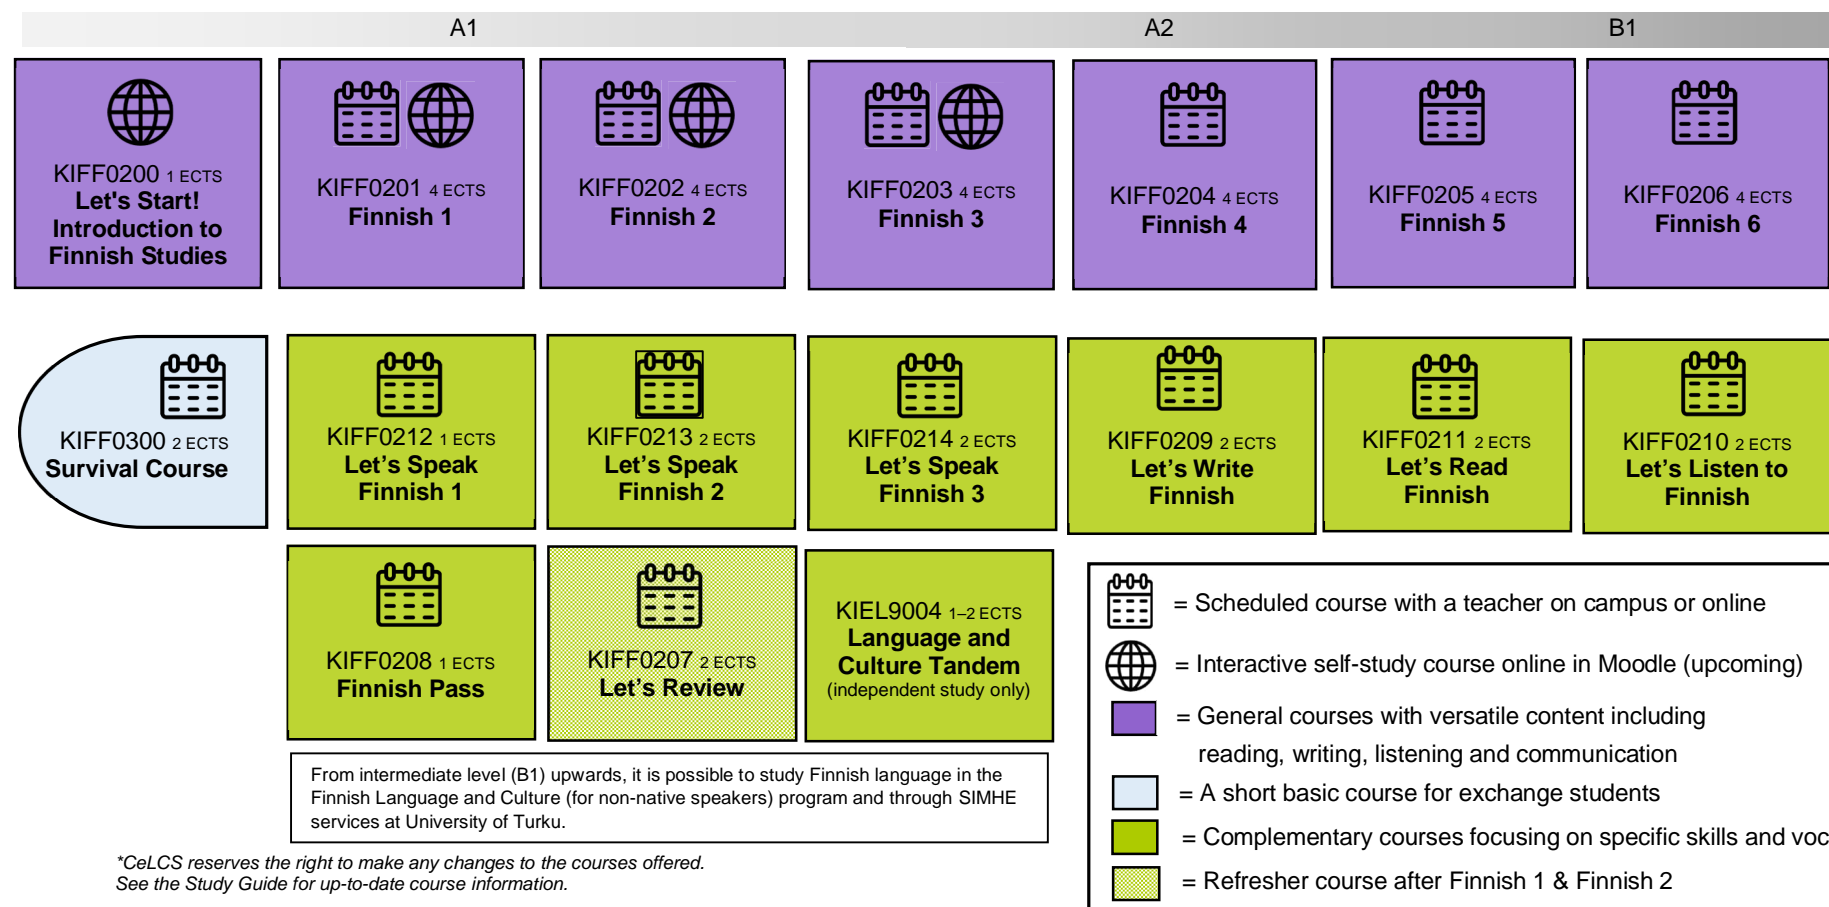 A1
A2
B1
KIFF0200 1 ECTS
Let's Start!
Introduction to
Finnish Studies
KIFF0201 4 ECTS
Finnish 1
KIFF0202 4 ECTS
Finnish 2
KIFF0203 4 ECTS
Finnish 3
KIFF0204 4 ECTS
Finnish 4
KIFF0205 4 ECTS
Finnish 5
KIFF0206 4 ECTS
Finnish 6
KIFF0300 2 ECTS
Survival Course
KIFF0212 1 ECTS
Let’s Speak
Finnish 1
KIFF0213 2 ECTS
Let’s Speak
Finnish 2
KIFF0214 2 ECTS
Let’s Speak
Finnish 3
KIFF0209 2 ECTS
Let’s Write
Finnish
KIFF0211 2 ECTS
Let’s Read
Finnish
KIFF0210 2 ECTS
Let’s Listen to
Finnish
KIFF0208 1 ECTS
Finnish Pass
KIFF0207 2 ECTS
Let’s Review
KIEL9004 1–2 ECTS
Language and
Culture Tandem
(independent study only)
= Scheduled course with a teacher on campus or online
= Interactive self-study course online in Moodle (upcoming)
= General courses with versatile content including
reading, writing, listening and communication
= A short basic course for exchange students
= Complementary courses focusing on specific skills and voc
= Refresher course after Finnish 1 & Finnish 2
From intermediate level (B1) upwards, it is possible to study Finnish language in the
Finnish Language and Culture (for non-native speakers) program and through SIMHE
services at University of Turku.
*CeLCS reserves the right to make any changes to the courses offered.
See the Study Guide for up-to-date course information.